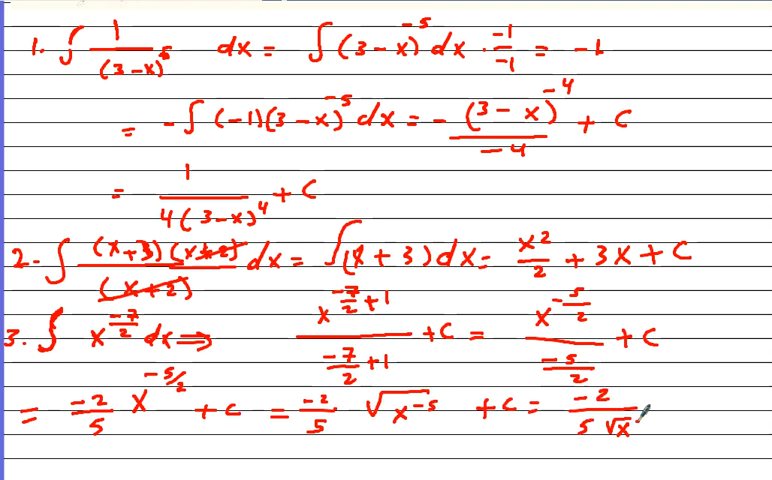 1. ∫ 1/(3-x)^5 dx = ∫ (3-x)^-5 dx · -1/-1 = -1
= -∫ (-1)(3-x)^-5 dx = - (3-x)^-4/-4 + C
= 1/4(3-x)^4 + C
2- ∫ (x+3)(x+2)/(x+2) dx = ∫(x+3)dx = x^2/2 + 3x + C
3. ∫ x^-7/2 dx ⇒ x^(-7/2+1)/(-7/2+1) + C = x^-5/2/(-5/2) + C
= -2/5 x^-5/2 + C = -2/5 √x^-5 + C = -2/5√x